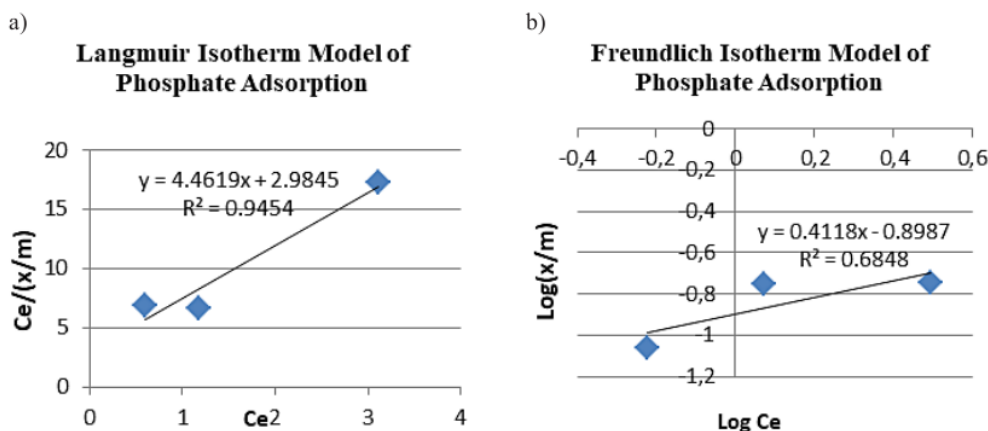 a)
Langmuir Isotherm Model of
Phosphate Adsorption
20
15
10
5
0
Ce/(x/m)
y = 4.4619x + 2.9845
R² = 0.9454
0 1 2 3 4
Ce
b)
Freundlich Isotherm Model of
Phosphate Adsorption
0
-0,4 -0,2 0 0,2 0,4 0,6
-0,2
-0,4
-0,6
-0,8
-1
-1,2
Log(x/m)
y = 0.4118x - 0.8987
R² = 0.6848
Log Ce